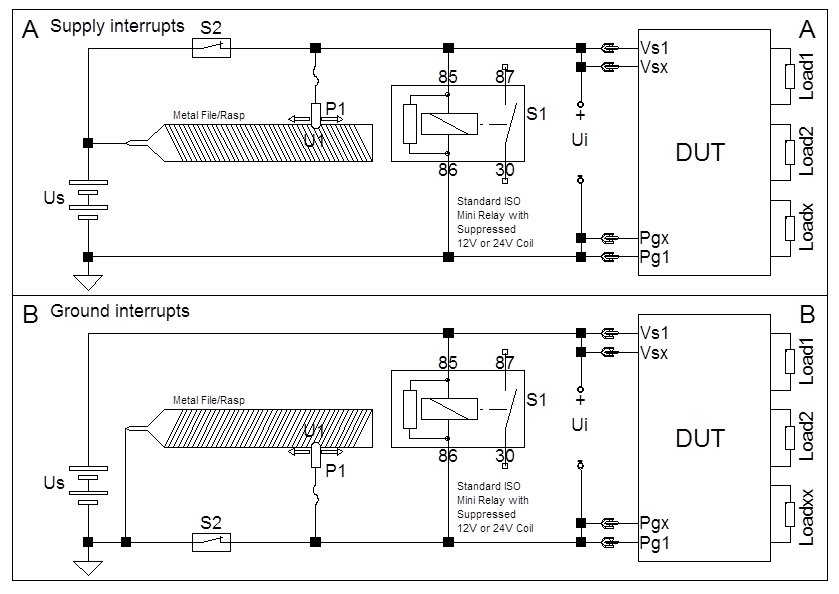 A Supply interrupts A
S2
Vs1
Vsx
85 87
Load1
Metal File/Rasp
P1
U1
S1
+
Ui
-
DUT
Load2
86 30
Us
Standard ISO
Mini Relay with
Suppressed
12V or 24V Coil
Loadx
Pgx
Pg1
B Ground interrupts B
Vs1
Vsx
85 87
Load1
Metal File/Rasp
S1
+
Ui
-
U1
DUT
Load2
86 30
P1
Us
Standard ISO
Mini Relay with
Suppressed
12V or 24V Coil
Loadxx
S2
Pgx
Pg1